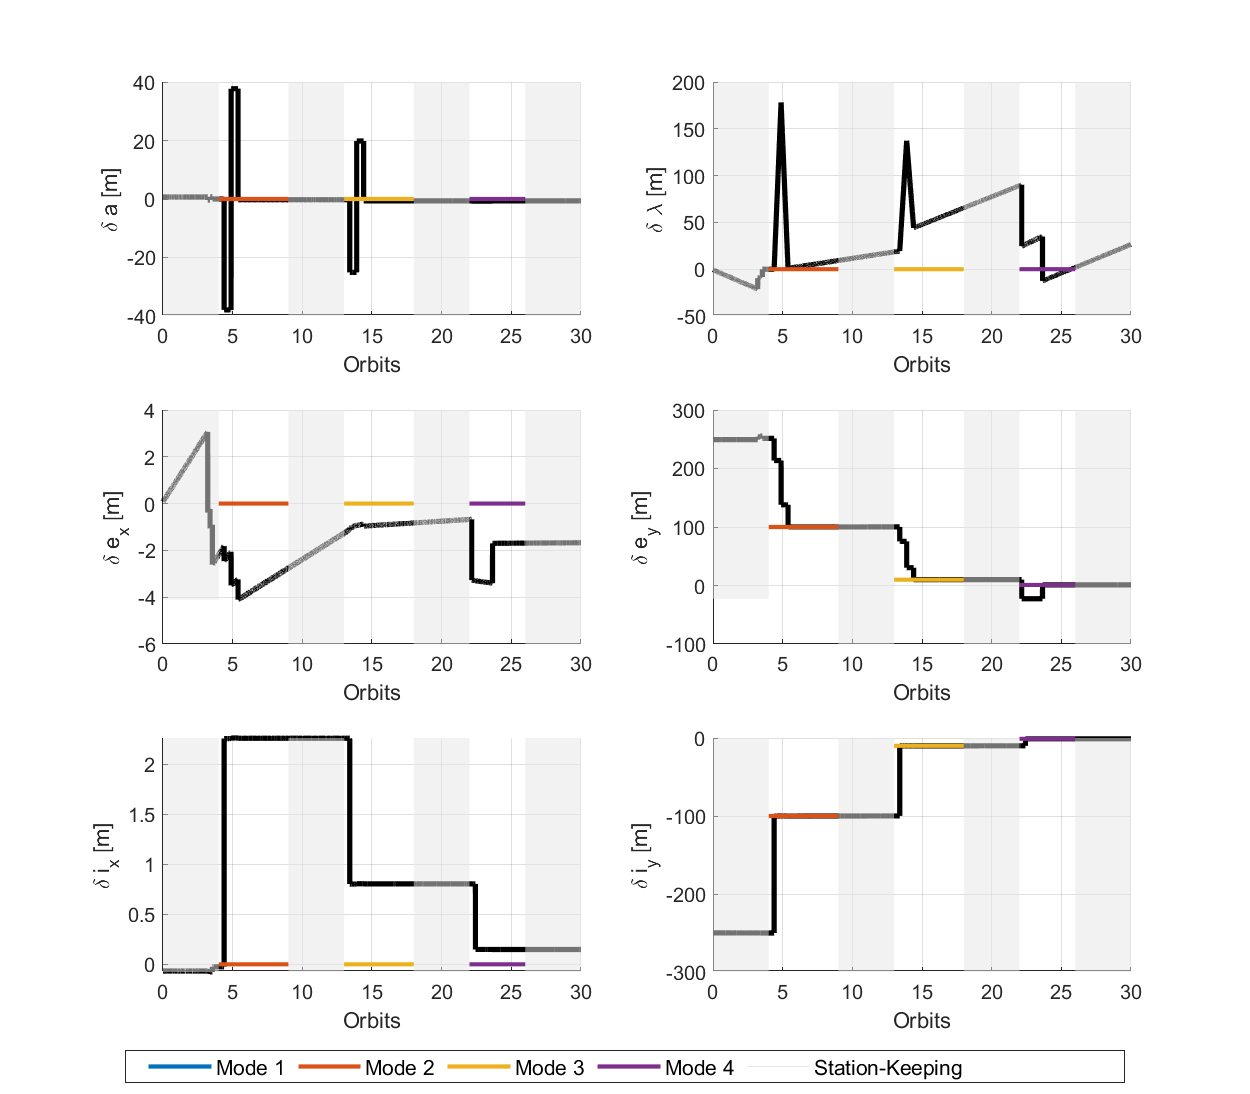 40
20
0
-20
-40
δ a [m]
0 5 10 15 20 25 30
Orbits
200
150
100
50
0
-50
δ λ [m]
0 5 10 15 20 25 30
Orbits
4
2
0
-2
-4
-6
δ e_x [m]
0 5 10 15 20 25 30
Orbits
300
200
100
0
-100
δ e_y [m]
0 5 10 15 20 25 30
Orbits
2
1.5
1
0.5
0
δ i_x [m]
0 5 10 15 20 25 30
Orbits
0
-100
-200
-300
δ i_y [m]
0 5 10 15 20 25 30
Orbits
Mode 1 Mode 2 Mode 3 Mode 4 Station-Keeping